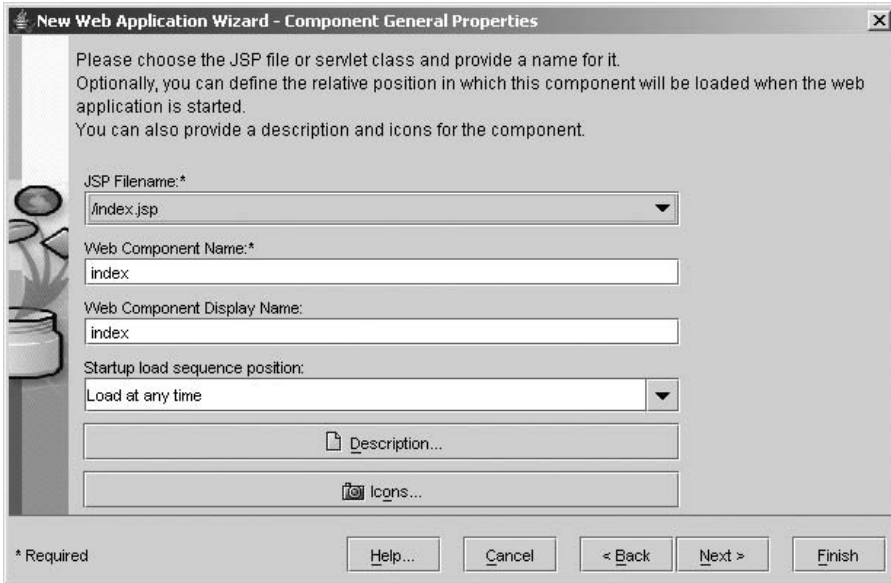 New Web Application Wizard - Component General Properties
Please choose the JSP file or servlet class and provide a name for it.
Optionally, you can define the relative position in which this component will be loaded when the web
application is started.
You can also provide a description and icons for the component.
JSP Filename:*
/index.jsp
Web Component Name:*
index
Web Component Display Name:
index
Startup load sequence position:
Load at any time
Description...
Icons...
* Required
Help...
Cancel
< Back
Next >
Finish